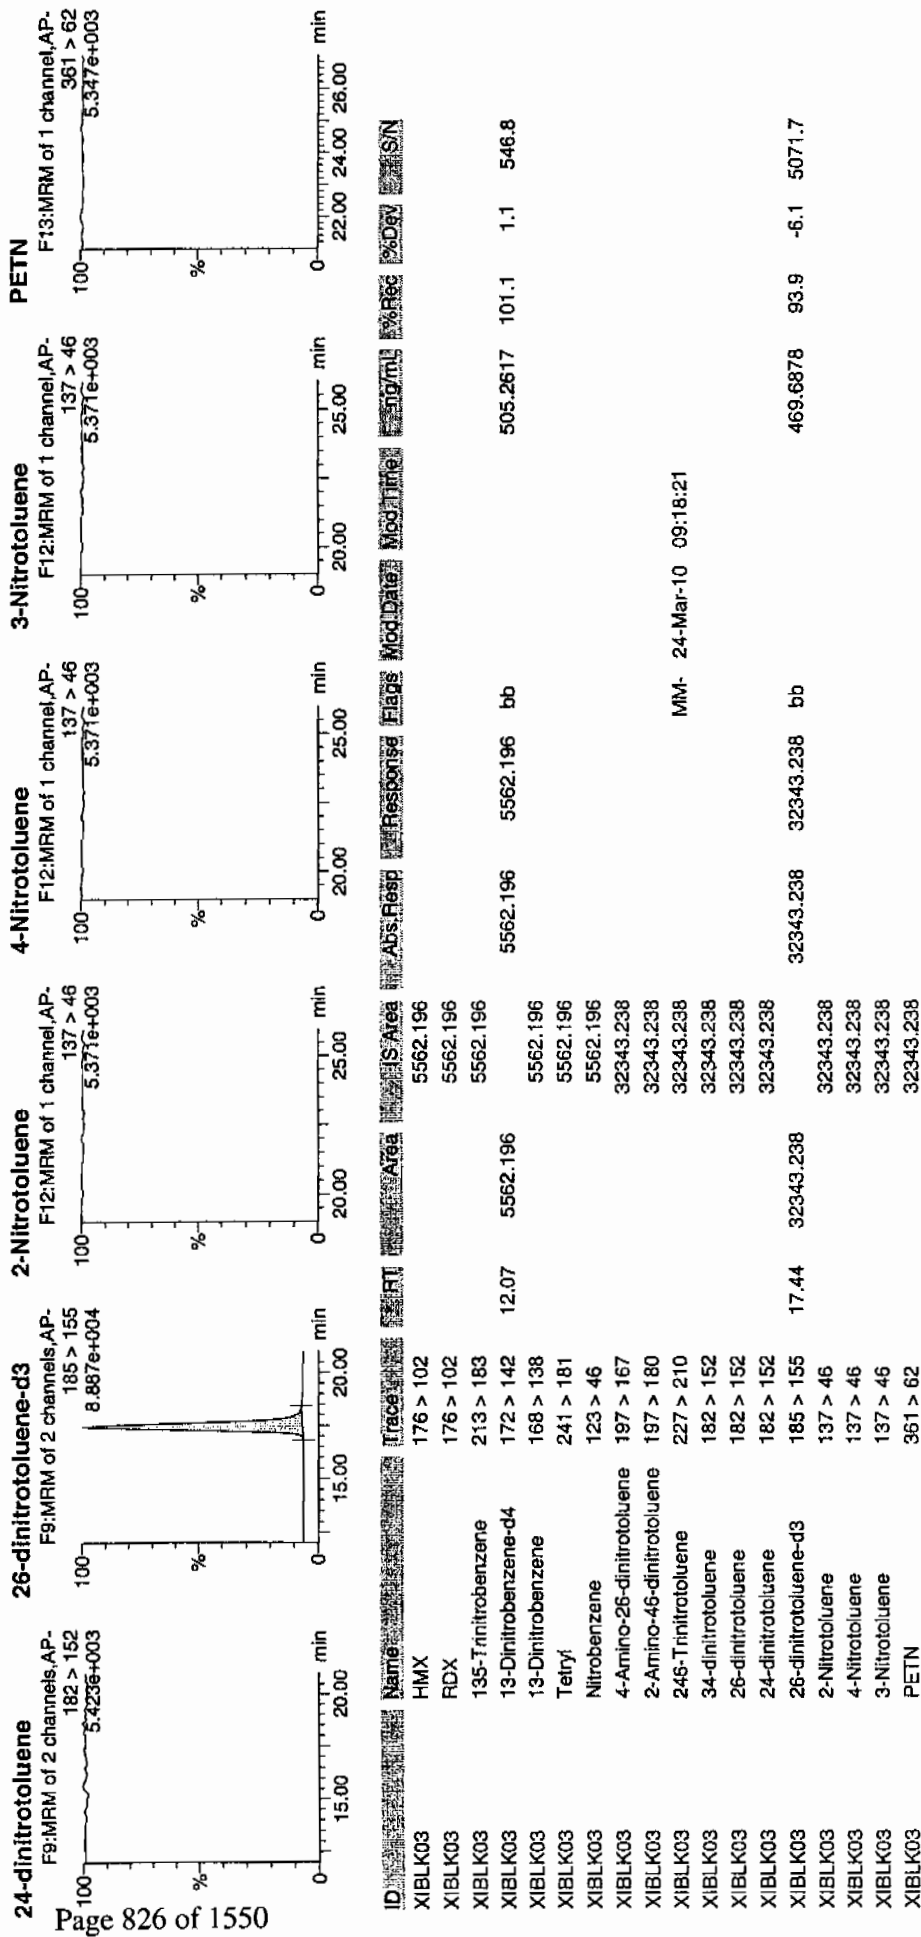 24-dinitrotoluene
F9:MRM of 2 channels,AP-
182 > 152
5.423e+003
100
%
0
15.00 20.00 min
26-dinitrotoluene-d3
F9:MRM of 2 channels,AP-
185 > 155
8.887e+004
100
%
0
15.00 20.00 min
2-Nitrotoluene
F12:MRM of 1 channel,AP-
137 > 46
5.371e+003
100
%
0
20.00 25.00 min
4-Nitrotoluene
F12:MRM of 1 channel,AP-
137 > 46
5.371e+003
100
%
0
20.00 25.00 min
3-Nitrotoluene
F12:MRM of 1 channel,AP-
137 > 46
5.371e+003
100
%
0
20.00 25.00 min
PETN
F13:MRM of 1 channel,AP-
361 > 62
5.347e+003
100
%
0
22.00 24.00 26.00 min
ID Name Trace RT Area IS Area Abs.Resp Response Flags Mod.Date Mod.Time ng/mL %Rec %Dev S/N
XIBLK03 HMX 176 > 102 5562.196
XIBLK03 RDX 176 > 102 5562.196
XIBLK03 135-Trinitrobenzene 213 > 183 5562.196
XIBLK03 13-Dinitrobenzene-d4 172 > 142 12.07 5562.196 5562.196 5562.196 bb 505.2617 101.1 1.1 546.8
XIBLK03 13-Dinitrobenzene 168 > 138 5562.196
XIBLK03 Tetryl 241 > 181 5562.196
XIBLK03 Nitrobenzene 123 > 46 5562.196
XIBLK03 4-Amino-26-dinitrotoluene 197 > 167 32343.238
XIBLK03 2-Amino-46-dinitrotoluene 197 > 180 32343.238
XIBLK03 246-Trinitrotoluene 227 > 210 32343.238 MM- 24-Mar-10 09:18:21
XIBLK03 34-dinitrotoluene 182 > 152 32343.238
XIBLK03 26-dinitrotoluene 182 > 152 32343.238
XIBLK03 24-dinitrotoluene 182 > 152 32343.238
XIBLK03 26-dinitrotoluene-d3 185 > 155 17.44 32343.238 32343.238 32343.238 bb 469.6878 93.9 -6.1 5071.7
XIBLK03 2-Nitrotoluene 137 > 46 32343.238
XIBLK03 4-Nitrotoluene 137 > 46 32343.238
XIBLK03 3-Nitrotoluene 137 > 46 32343.238
XIBLK03 PETN 361 > 62 32343.238
Page 826 of 1550